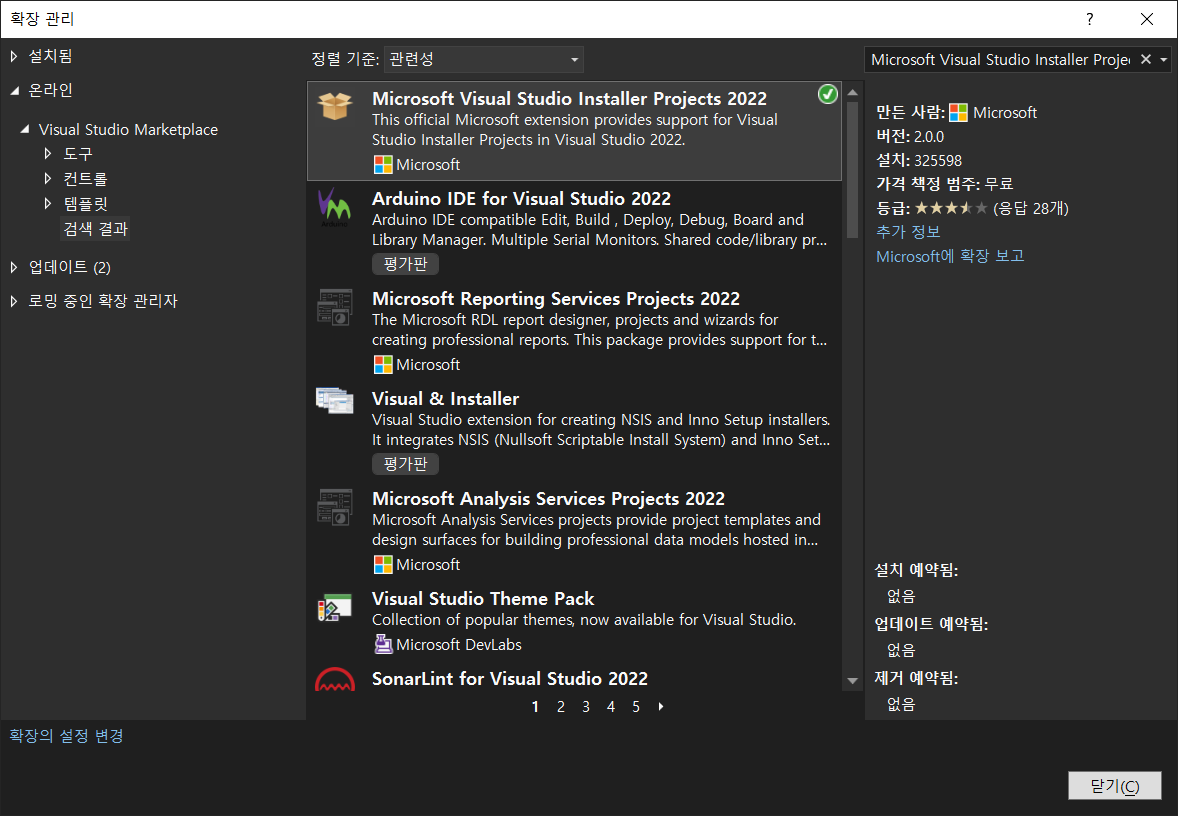 확장 관리
?
설치됨
온라인
Visual Studio Marketplace
도구
컨트롤
템플릿
검색 결과
업데이트 (2)
로밍 중인 확장 관리자
정렬 기준: 관련성
Microsoft Visual Studio Installer Projects 2022
This official Microsoft extension provides support for Visual
Studio Installer Projects in Visual Studio 2022.
Microsoft
Arduino IDE for Visual Studio 2022
Arduino IDE compatible Edit, Build , Deploy, Debug, Board and
Library Manager. Multiple Serial Monitors. Shared code/library pr...
평가판
Microsoft Reporting Services Projects 2022
The Microsoft RDL report designer, projects and wizards for
creating professional reports. This package provides support for t...
Microsoft
Visual & Installer
Visual Studio extension for creating NSIS and Inno Setup installers.
It integrates NSIS (Nullsoft Scriptable Install System) and Inno Set...
평가판
Microsoft Analysis Services Projects 2022
Microsoft Analysis Services projects provide project templates and
design surfaces for building professional data models hosted in...
Microsoft
Visual Studio Theme Pack
Collection of popular themes, now available for Visual Studio.
Microsoft DevLabs
SonarLint for Visual Studio 2022
1 2 3 4 5
Microsoft Visual Studio Installer Proje
만든 사람: Microsoft
버전: 2.0.0
설치: 325598
가격 책정 범주: 무료
등급: (응답 28개)
추가 정보
Microsoft에 확장 보고
설치 예약됨:
없음
업데이트 예약됨:
없음
제거 예약됨:
없음
확장의 설정 변경
닫기(C)